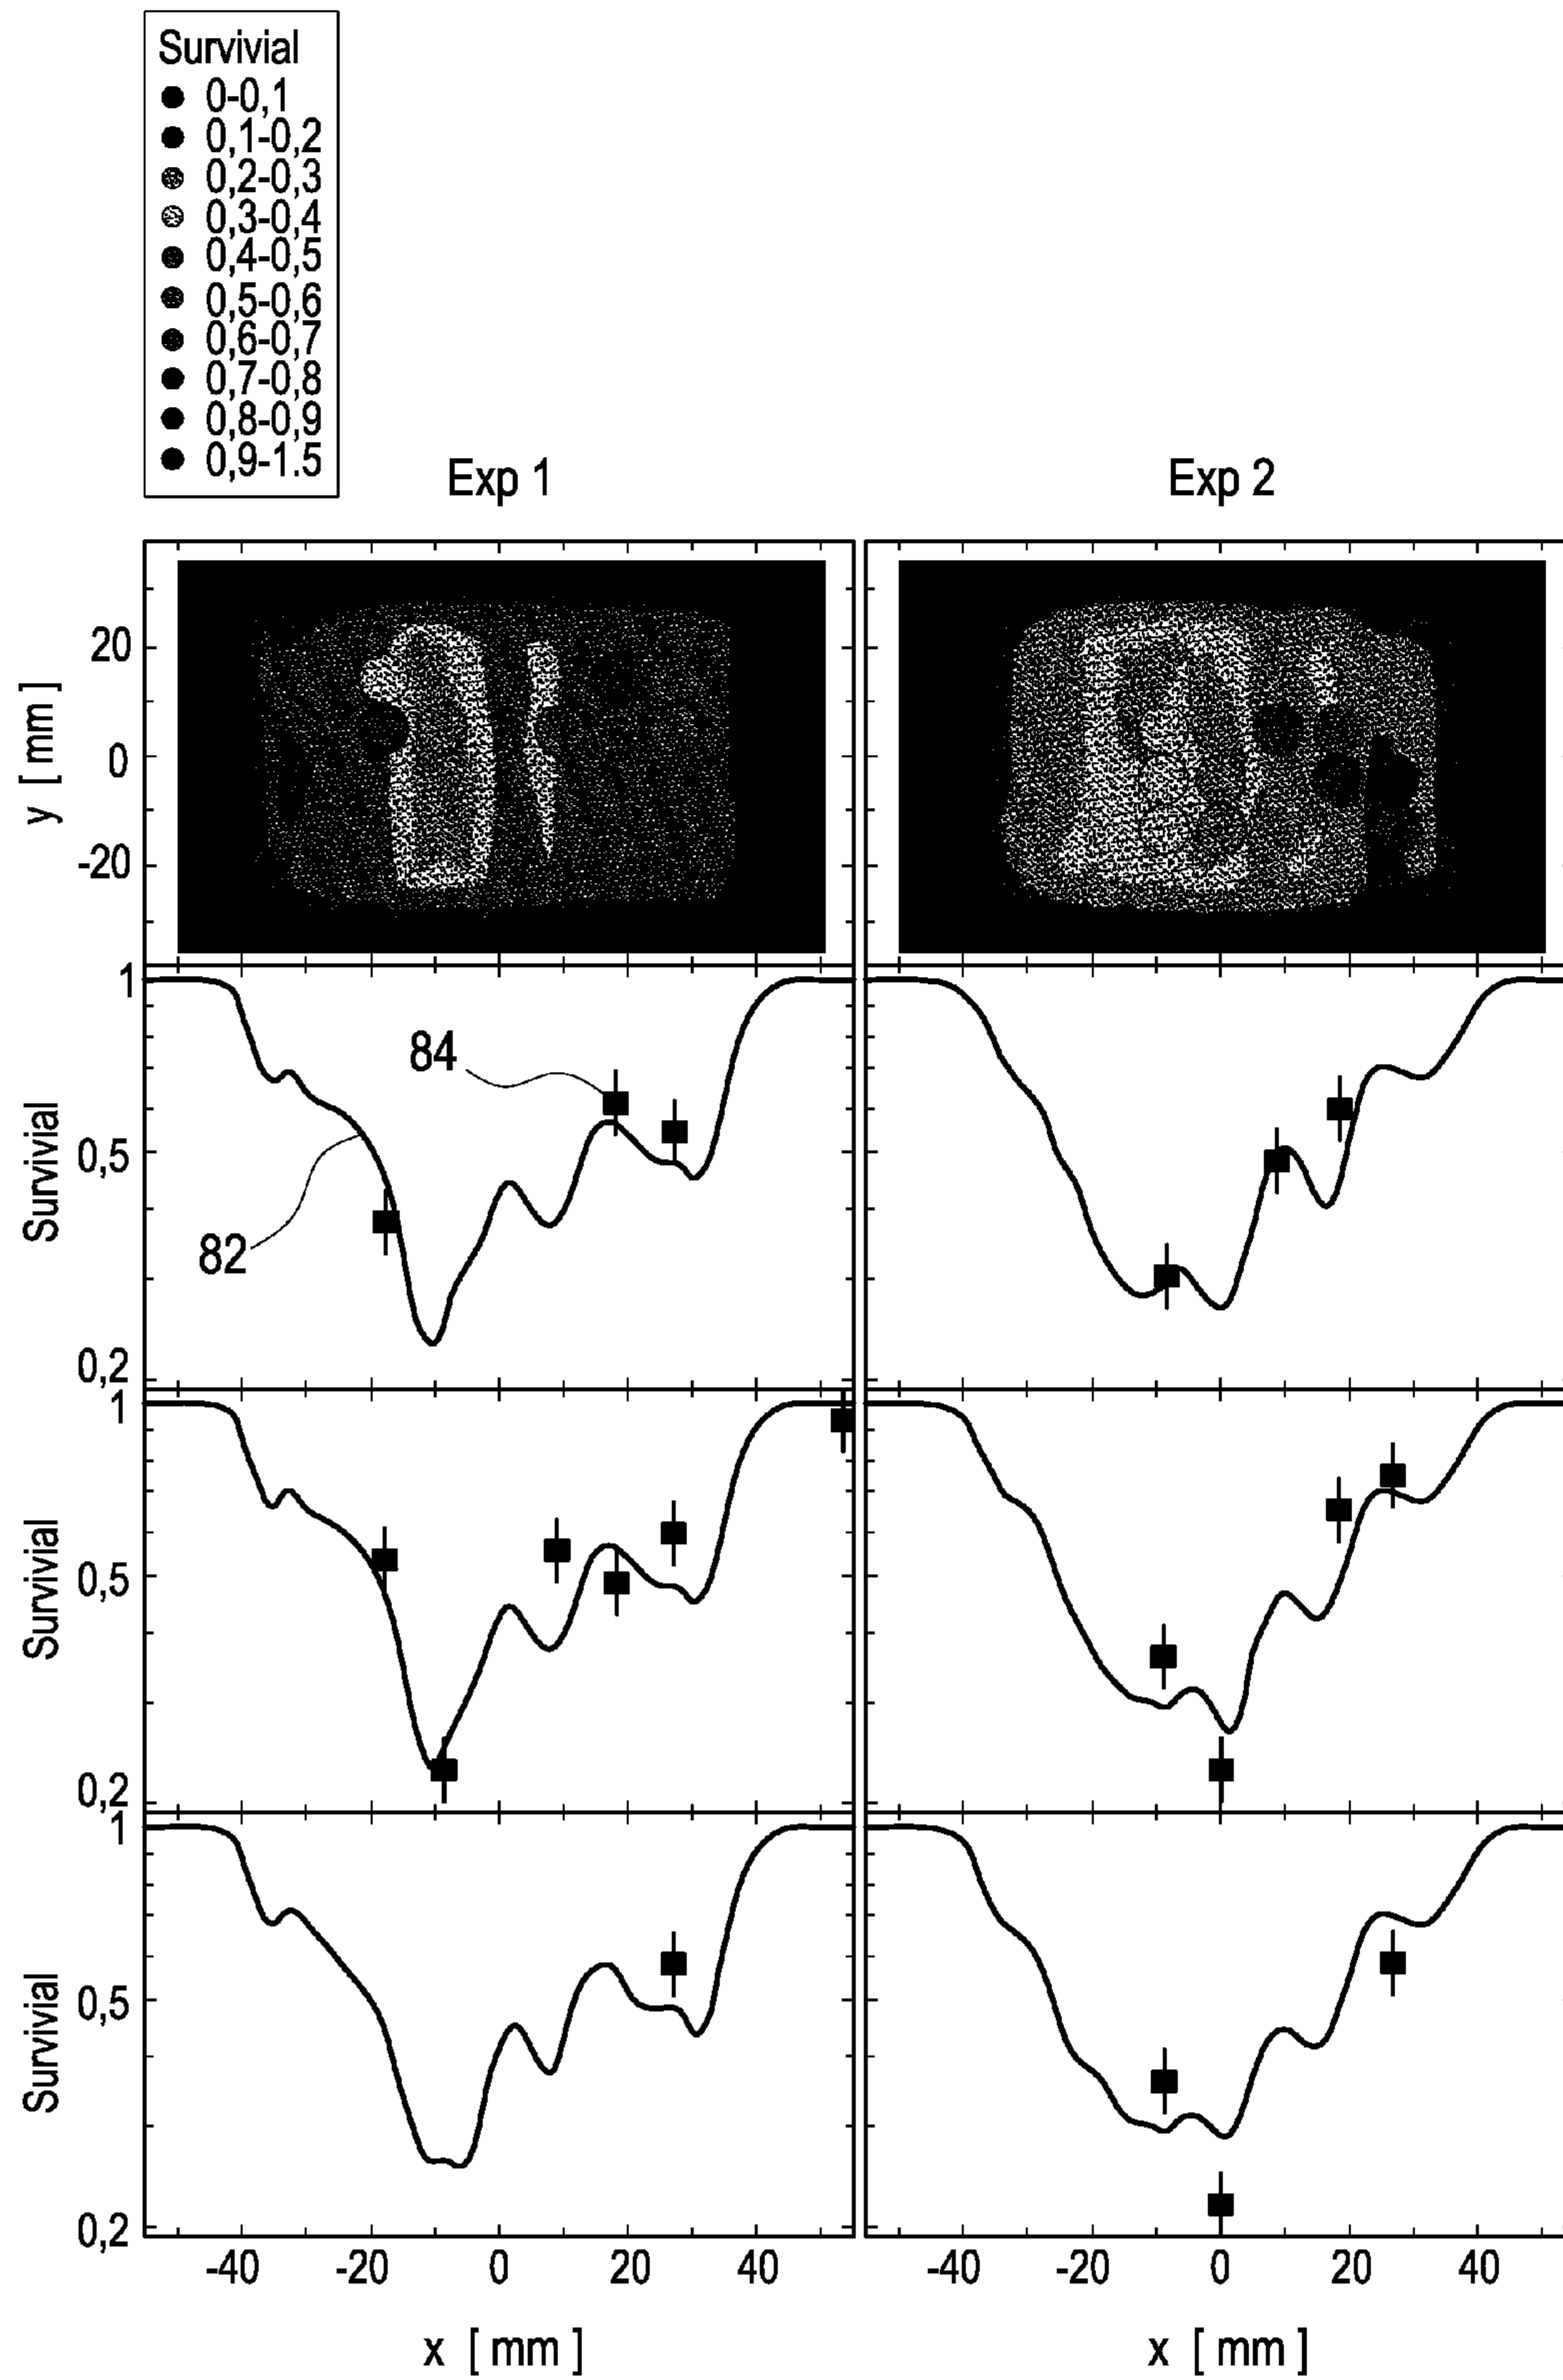 Survivial
0-0,1
0,1-0,2
0,2-0,3
0,3-0,4
0,4-0,5
0,5-0,6
0,6-0,7
0,7-0,8
0,8-0,9
0,9-1.5
Exp 1
Exp 2
20
0
-20
y [ mm ]
1
0,5
0,2
Survivial
84
82
1
0,5
0,2
Survivial
1
0,5
0,2
Survivial
-40 -20 0 20 40
-40 -20 0 20 40
x [ mm ]
x [ mm ]